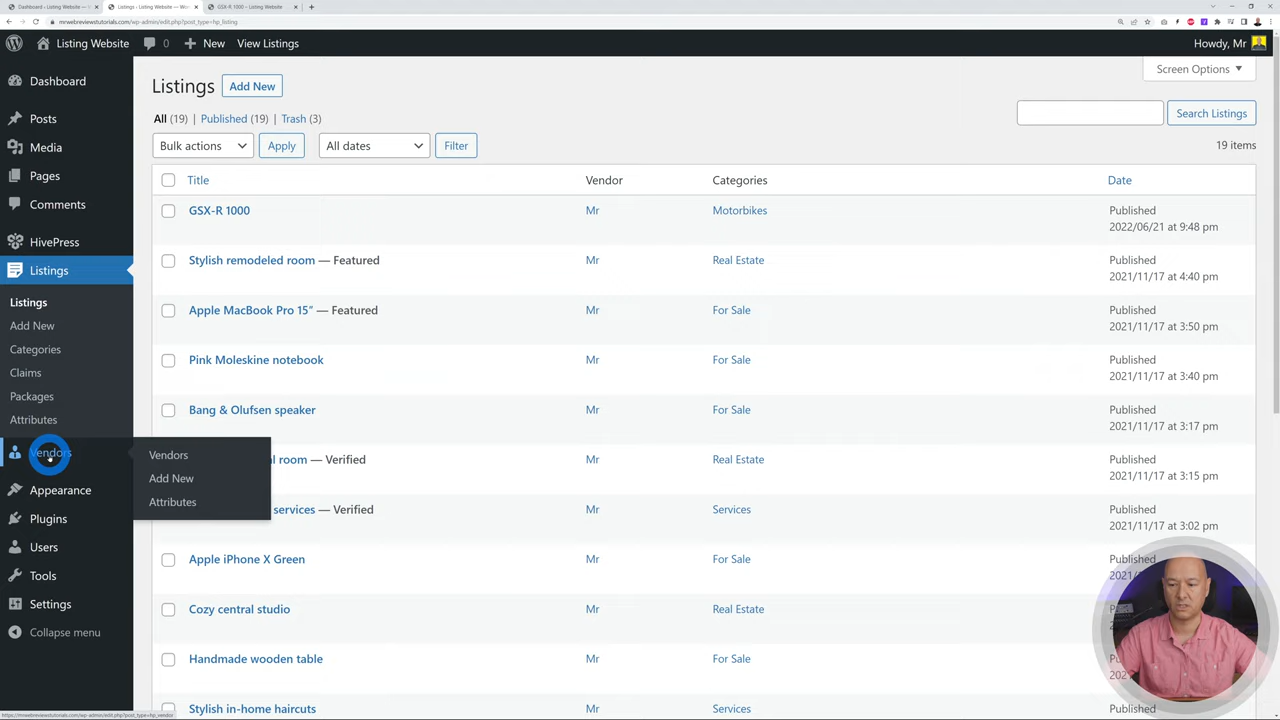 Dashboard ‹ Listing Website — W
Listings ‹ Listing Website — Wor
GSX-R 1000 – Listing Website
mrwebreviewstutorials.com/wp-admin/edit.php?post_type=hp_listing
Listing Website
0
New
View Listings
Howdy, Mr
Dashboard
Posts
Media
Pages
Comments
HivePress
Listings
Listings
Add New
Categories
Claims
Packages
Attributes
Vendors
Appearance
Plugins
Users
Tools
Settings
Collapse menu
Vendors
Add New
Attributes
Listings
Add New
Screen Options
All (19) | Published (19) | Trash (3)
Search Listings
Bulk actions
Apply
All dates
Filter
19 items
Title
Vendor
Categories
Date
GSX-R 1000
Mr
Motorbikes
Published
2022/06/21 at 9:48 pm
Stylish remodeled room — Featured
Mr
Real Estate
Published
2021/11/17 at 4:40 pm
Apple MacBook Pro 15″ — Featured
Mr
For Sale
Published
2021/11/17 at 3:50 pm
Pink Moleskine notebook
Mr
For Sale
Published
2021/11/17 at 3:40 pm
Bang & Olufsen speaker
Mr
For Sale
Published
2021/11/17 at 3:17 pm
room — Verified
Mr
Real Estate
Published
2021/11/17 at 3:15 pm
services — Verified
Mr
Services
Published
2021/11/17 at 3:02 pm
Apple iPhone X Green
Mr
For Sale
Published
Cozy central studio
Mr
Real Estate
Handmade wooden table
Mr
For Sale
Stylish in-home haircuts
Mr
Services
https://mrwebreviewstutorials.com/wp-admin/edit.php?post_type=hp_vendor